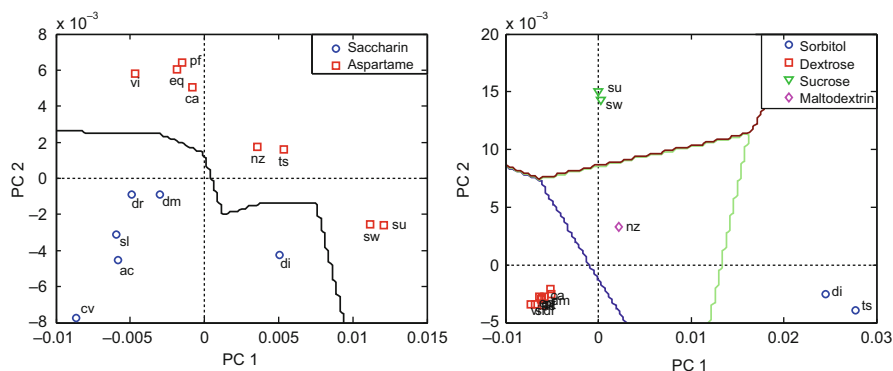 x 10⁻³
8
6
4
2
0
−2
−4
−6
−8
−0.010
−0.005
0
0.005
0.01
0.015
PC 1
PC 2
Saccharin
Aspartame
vi
pf
eq
ca
nz
ts
dr
dm
sl
ac
cv
di
sw
su
x 10⁻³
20
15
10
5
0
−5
−0.01
0
0.01
0.02
0.03
PC 1
PC 2
Sorbitol
Dextrose
Sucrose
Maltodextrin
su
sw
nz
ca
di
ts